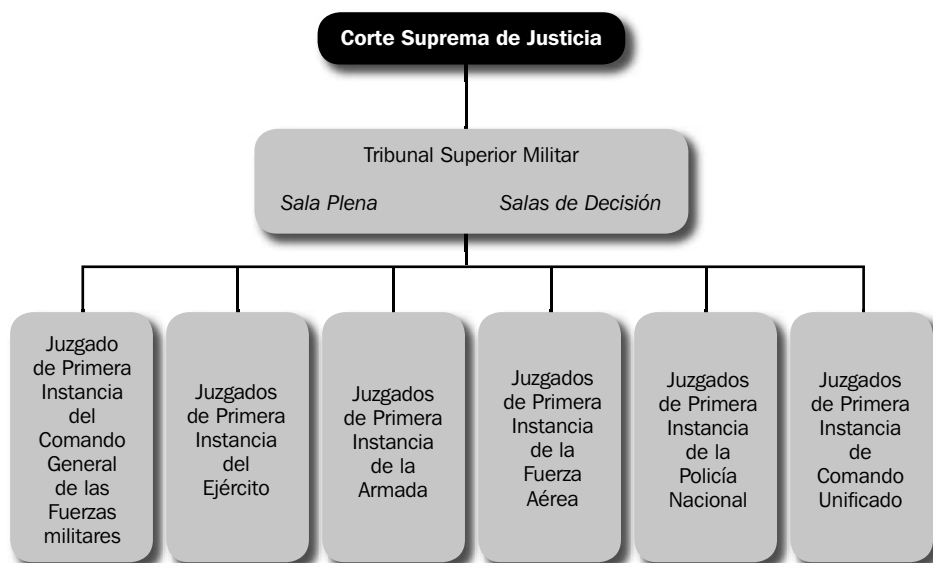 Corte Suprema de Justicia
Tribunal Superior Militar
Sala Plena
Salas de Decisión
Juzgado
de Primera
Instancia
del
Comando
General
de las
Fuerzas
militares
Juzgados
de Primera
Instancia
del
Ejército
Juzgados
de Primera
Instancia
de la
Armada
Juzgados
de Primera
Instancia
de la
Fuerza
Aérea
Juzgados
de Primera
Instancia
de la
Policía
Nacional
Juzgados
de Primera
Instancia
de
Comando
Unificado